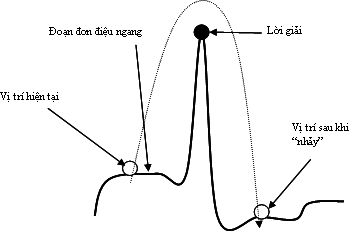 Đoạn đơn điệu ngang
Lời giải
Vị trí hiện tại
Vị trí sau khi
“nhảy”